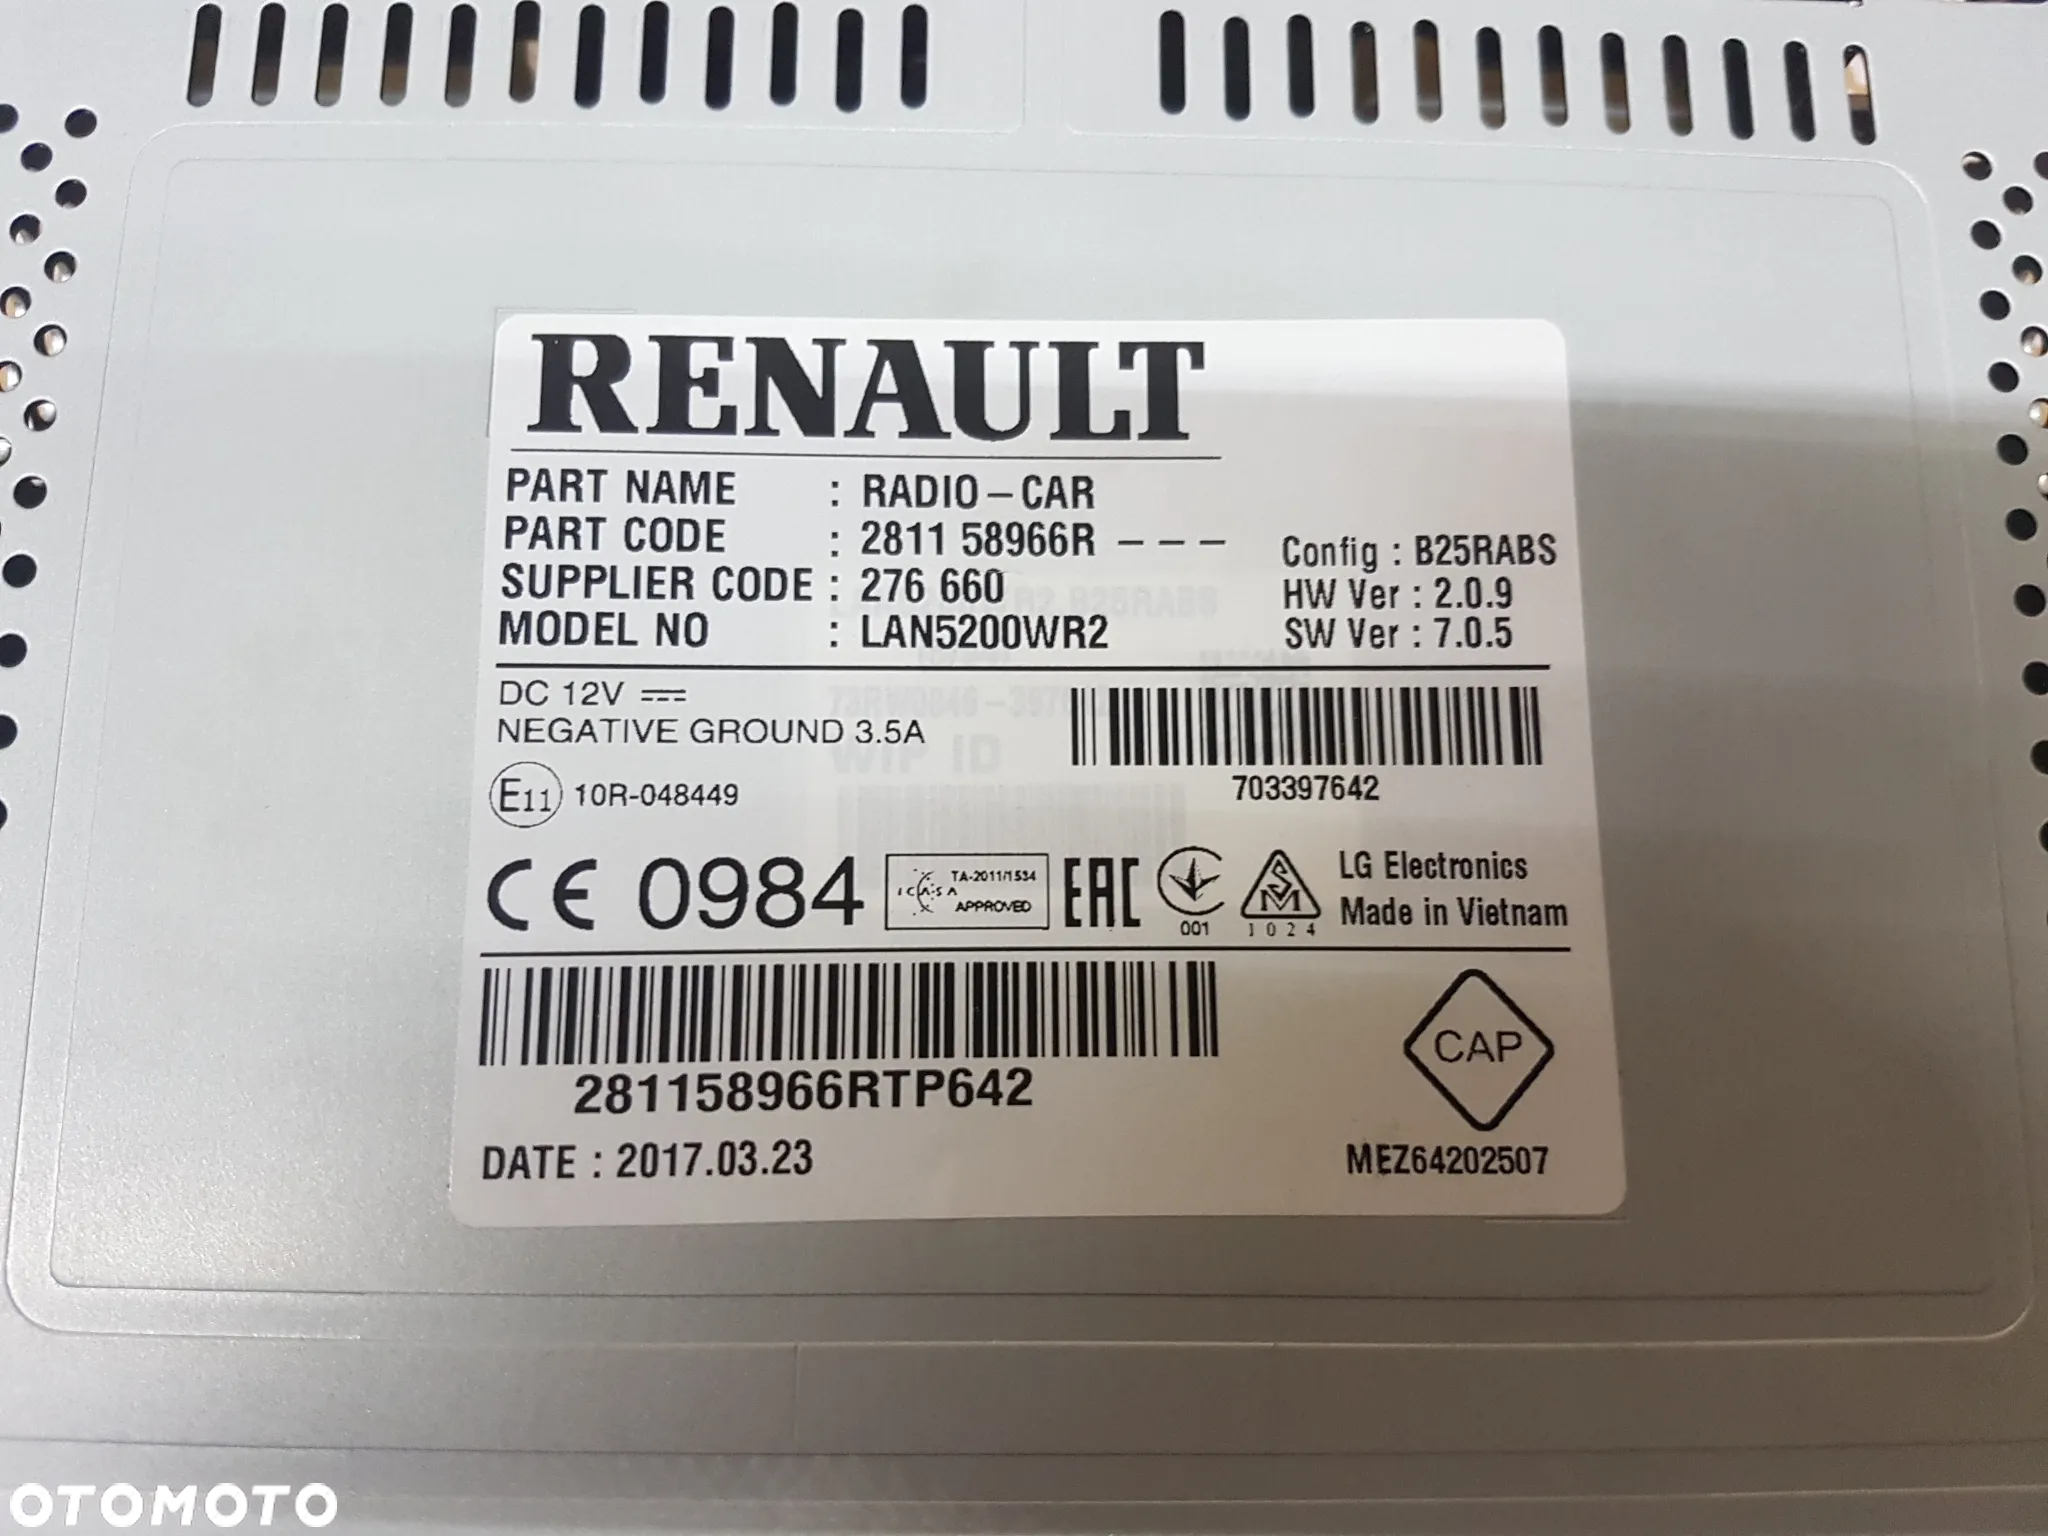 RENAULT
PART NAME : RADIO-CAR
PART CODE : 2811 58966R ---
SUPPLIER CODE : 276 660
MODEL NO : LAN5200WR2
Config : B25RABS
HW Ver : 2.0.9
SW Ver : 7.0.5
DC 12V
NEGATIVE GROUND 3.5A
703397642
E11 10R-048449
CE 0984
ICASA
TA-2011/1534
APPROVED
EAC
001
SM
1024
LG Electronics
Made in Vietnam
281158966RTP642
CAP
DATE : 2017.03.23
MEZ64202507
OTOMOTO